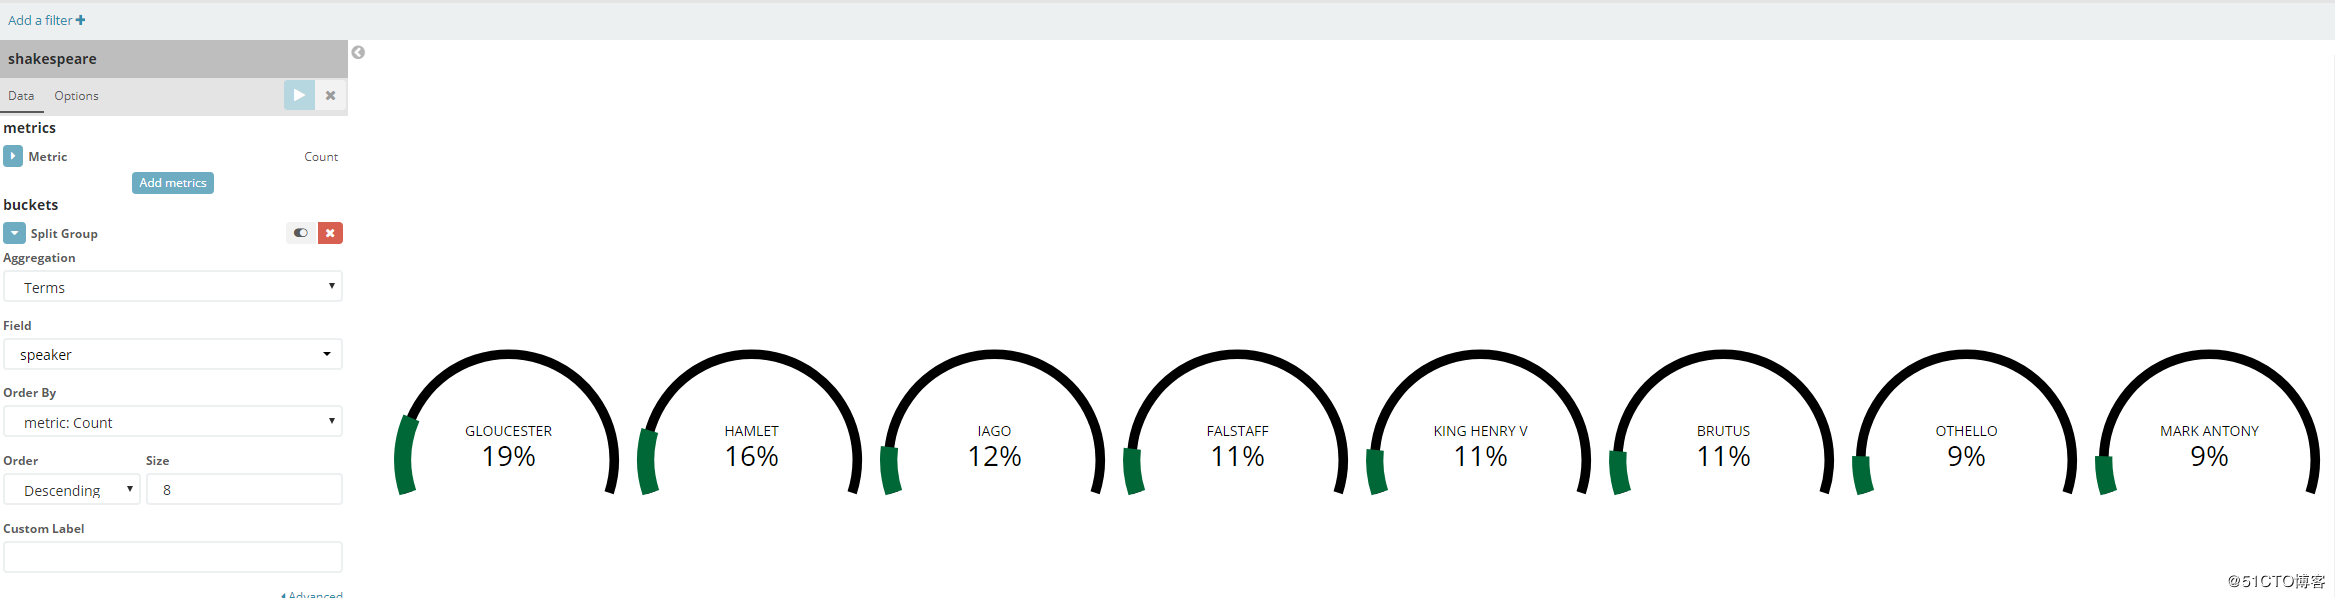 Add a filter +
shakespeare
Data Options
metrics
Metric Count
Add metrics
buckets
Split Group
Aggregation
Terms
Field
speaker
Order By
metric: Count
Order Size
Descending 8
Custom Label
Advanced
GLOUCESTER
19%
HAMLET
16%
IAGO
12%
FALSTAFF
11%
KING HENRY V
11%
BRUTUS
11%
OTHELLO
9%
MARK ANTONY
9%
@51CTO博客